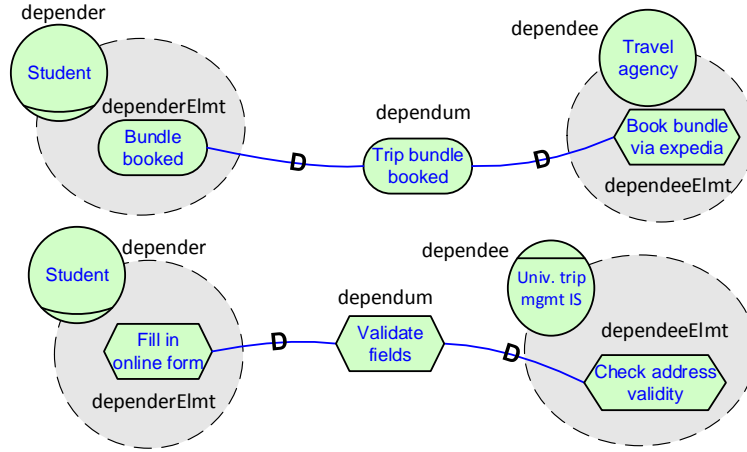 depender
Student
dependerElmt
Bundle
booked
D
dependum
Trip bundle
booked
D
dependee
Travel
agency
Book bundle
via expedia
dependeeElmt
depender
Student
Fill in
online form
dependerElmt
D
dependum
Validate
fields
D
dependee
Univ. trip
mgmt IS
dependeeElmt
Check address
validity